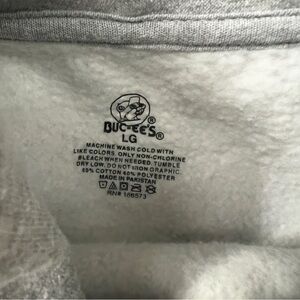 BUC-EE'S®
LG
MACHINE WASH COLD WITH
LIKE COLORS. ONLY NON-CHLORINE
BLEACH WHEN NEEDED. TUMBLE
DRY LOW. DO NOT IRON GRAPHIC.
60% COTTON 40% POLYESTER
MADE IN PAKISTAN
RN# 156573